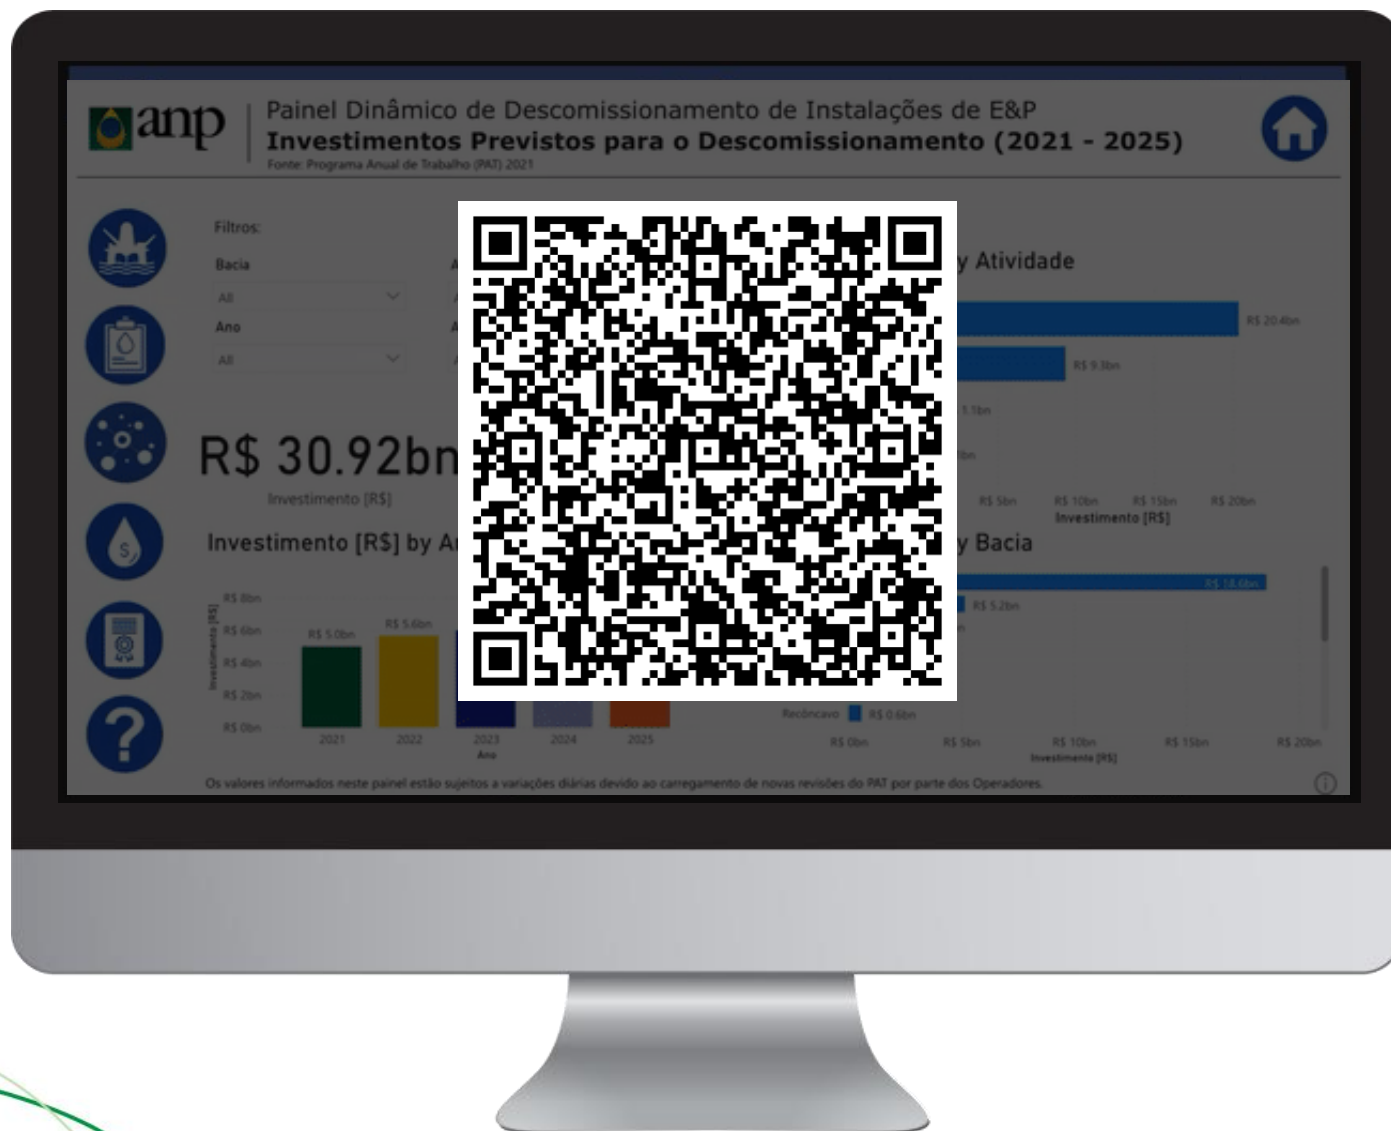 anp
Painel Dinâmico de Descomissionamento de Instalações de E&P
Investimentos Previstos para o Descomissionamento (2021 - 2025)
Fonte: Programa Anual de Trabalho (PAT) 2021
Filtros:
Bacia
All
Ano
All
R$ 30.92bn
Investimento [R$]
y Atividade
R$ 20.4bn
R$ 9.3bn
1.1bn
R$ 5bn R$ 10bn R$ 15bn R$ 20bn
Investimento [R$]
Investimento [R$] by
R$ 8bn
R$ 6bn
R$ 4bn
R$ 2bn
R$ 0bn
Investimento [R$]
R$ 5.0bn
R$ 5.6bn
2021 2022 2023 2024 2025
Ano
y Bacia
R$ 18.6bn
R$ 5.2bn
Recôncavo R$ 0.6bn
R$ 0bn R$ 5bn R$ 10bn R$ 15bn R$ 20bn
Investimento [R$]
Os valores informados neste painel estão sujeitos a variações diárias devido ao carregamento de novas revisões do PAT por parte dos Operadores.